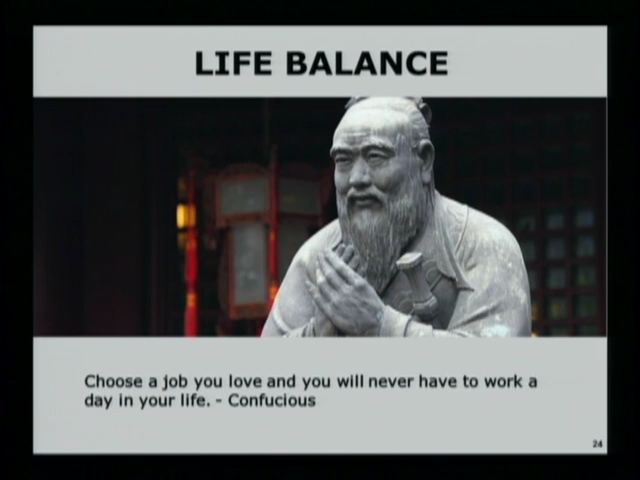 LIFE BALANCE
Choose a job you love and you will never have to work a
day in your life. - Confucious
24